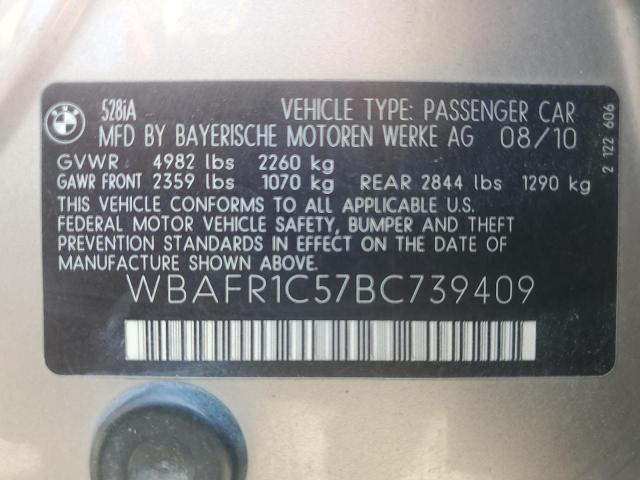 BMW
528iA VEHICLE TYPE: PASSENGER CAR
MFD BY BAYERISCHE MOTOREN WERKE AG 08/10
GVWR 4982 lbs 2260 kg
GAWR FRONT 2359 lbs 1070 kg REAR 2844 lbs 1290 kg
THIS VEHICLE CONFORMS TO ALL APPLICABLE U.S.
FEDERAL MOTOR VEHICLE SAFETY, BUMPER AND THEFT
PREVENTION STANDARDS IN EFFECT ON THE DATE OF
MANUFACTURE SHOWN ABOVE:
WBAFR1C57BC739409
2 122 606